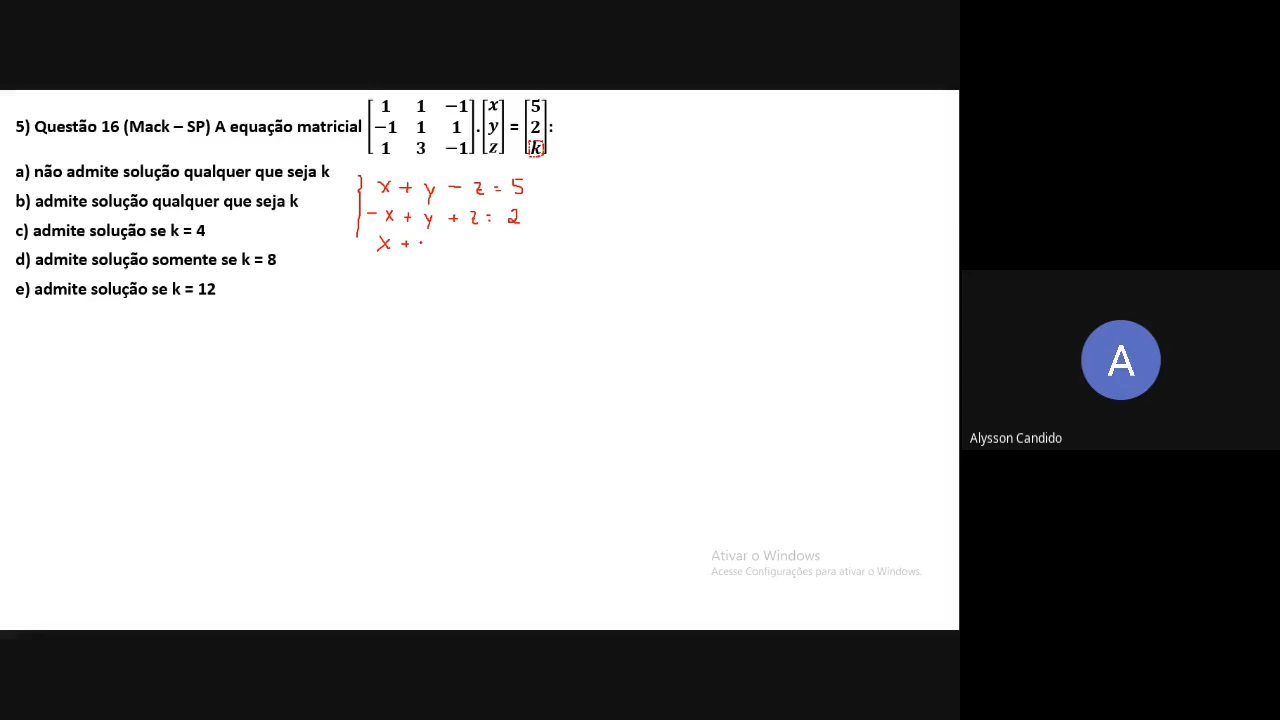 5) Questão 16 (Mack – SP) A equação matricial [1 1 −1; −1 1 1; 1 3 −1] . [x; y; z] = [5; 2; k] :
a) não admite solução qualquer que seja k
b) admite solução qualquer que seja k
c) admite solução se k = 4
d) admite solução somente se k = 8
e) admite solução se k = 12
x + y - z = 5
- x + y + z = 2
x +
A
Alysson Candido
Ativar o Windows
Acesse Configurações para ativar o Windows.